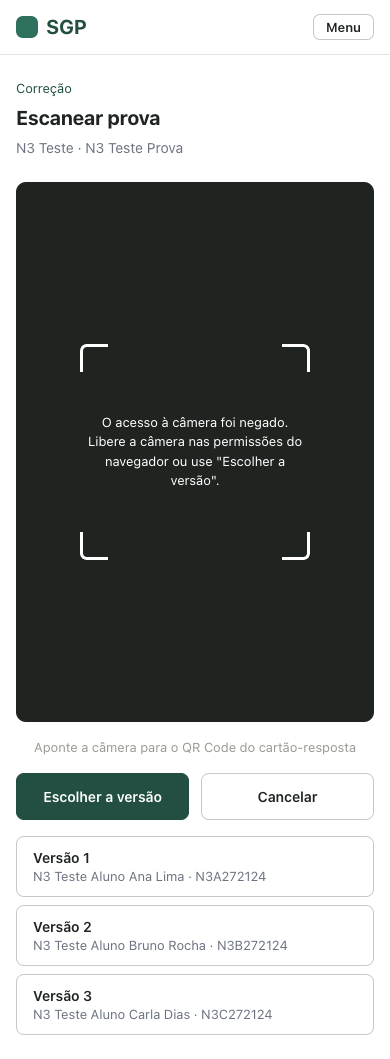 SGP
Menu
Correção
Escanear prova
N3 Teste · N3 Teste Prova
O acesso à câmera foi negado.
Libere a câmera nas permissões do
navegador ou use "Escolher a
versão".
Aponte a câmera para o QR Code do cartão-resposta
Escolher a versão
Cancelar
Versão 1
N3 Teste Aluno Ana Lima · N3A272124
Versão 2
N3 Teste Aluno Bruno Rocha · N3B272124
Versão 3
N3 Teste Aluno Carla Dias · N3C272124